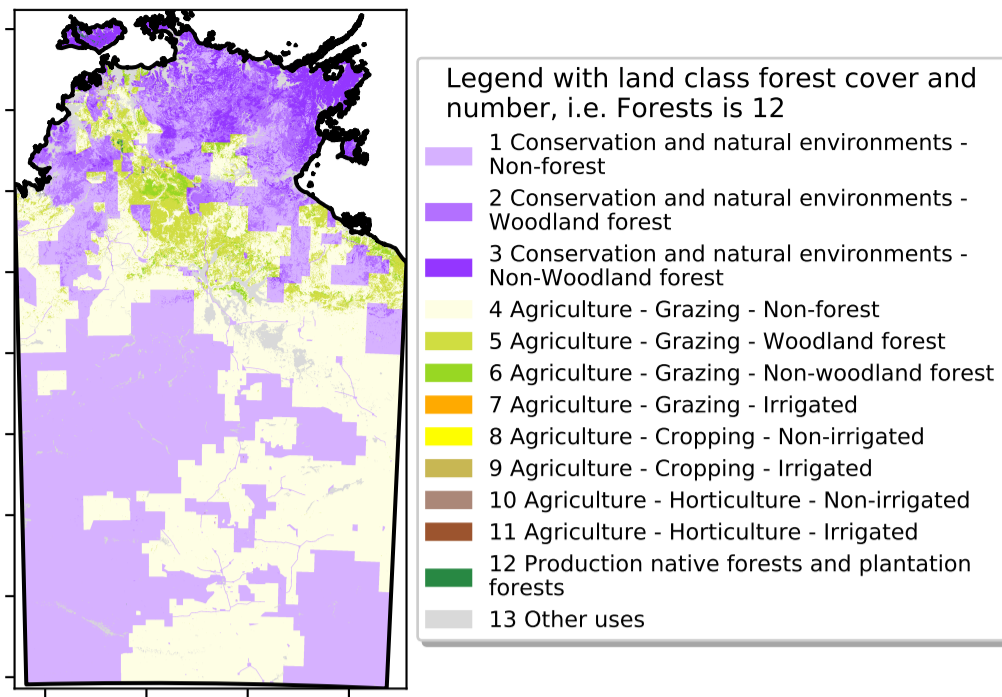 Legend with land class forest cover and
number, i.e. Forests is 12
1 Conservation and natural environments -
Non-forest
2 Conservation and natural environments -
Woodland forest
3 Conservation and natural environments -
Non-Woodland forest
4 Agriculture - Grazing - Non-forest
5 Agriculture - Grazing - Woodland forest
6 Agriculture - Grazing - Non-woodland forest
7 Agriculture - Grazing - Irrigated
8 Agriculture - Cropping - Non-irrigated
9 Agriculture - Cropping - Irrigated
10 Agriculture - Horticulture - Non-irrigated
11 Agriculture - Horticulture - Irrigated
12 Production native forests and plantation
forests
13 Other uses